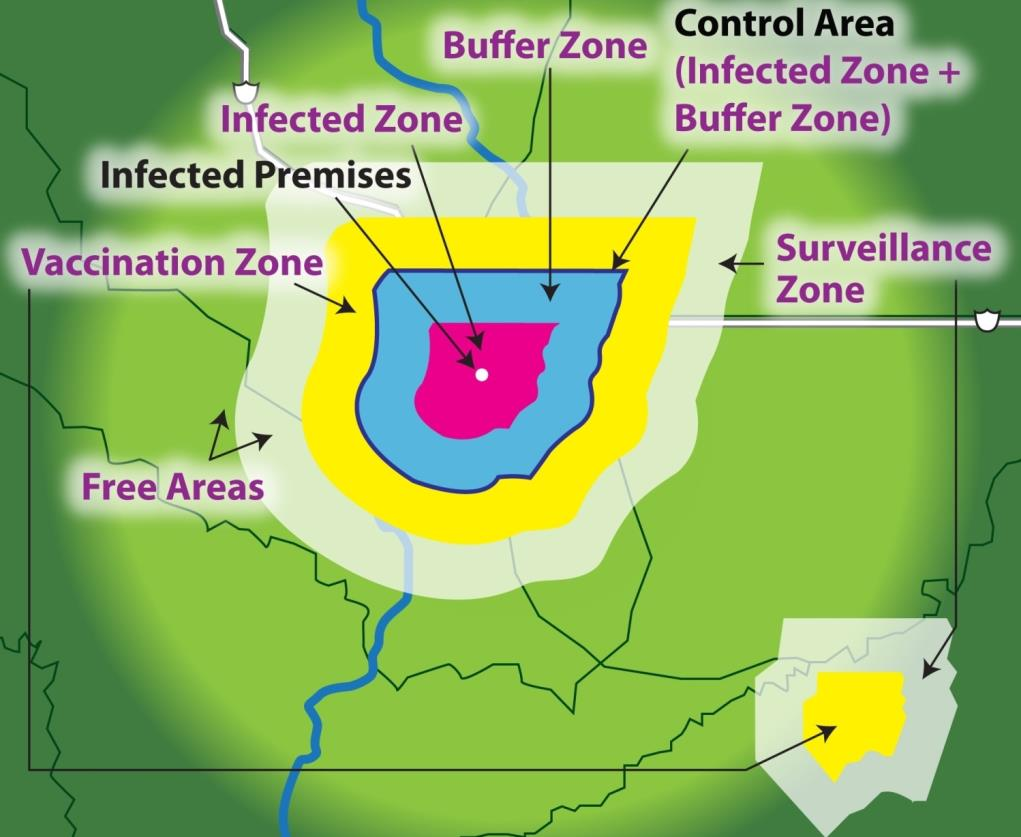 Buffer Zone
Control Area
(Infected Zone +
Buffer Zone)
Infected Zone
Infected Premises
Vaccination Zone
Surveillance
Zone
Free Areas